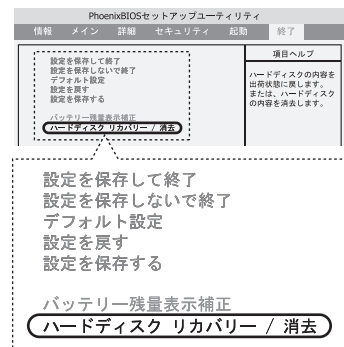 PhoenixBIOSセットアップユーティリティ
情報 メイン 詳細 セキュリティ 起動 終了
設定を保存して終了
設定を保存しないで終了
デフォルト設定
設定を戻す
設定を保存する
バッテリー残量表示補正
ハードディスク リカバリー / 消去
項目ヘルプ
ハードディスクの内容を
出荷状態に戻します。
または、ハードディスク
の内容を消去します。
設定を保存して終了
設定を保存しないで終了
デフォルト設定
設定を戻す
設定を保存する
バッテリー残量表示補正
ハードディスク リカバリー / 消去